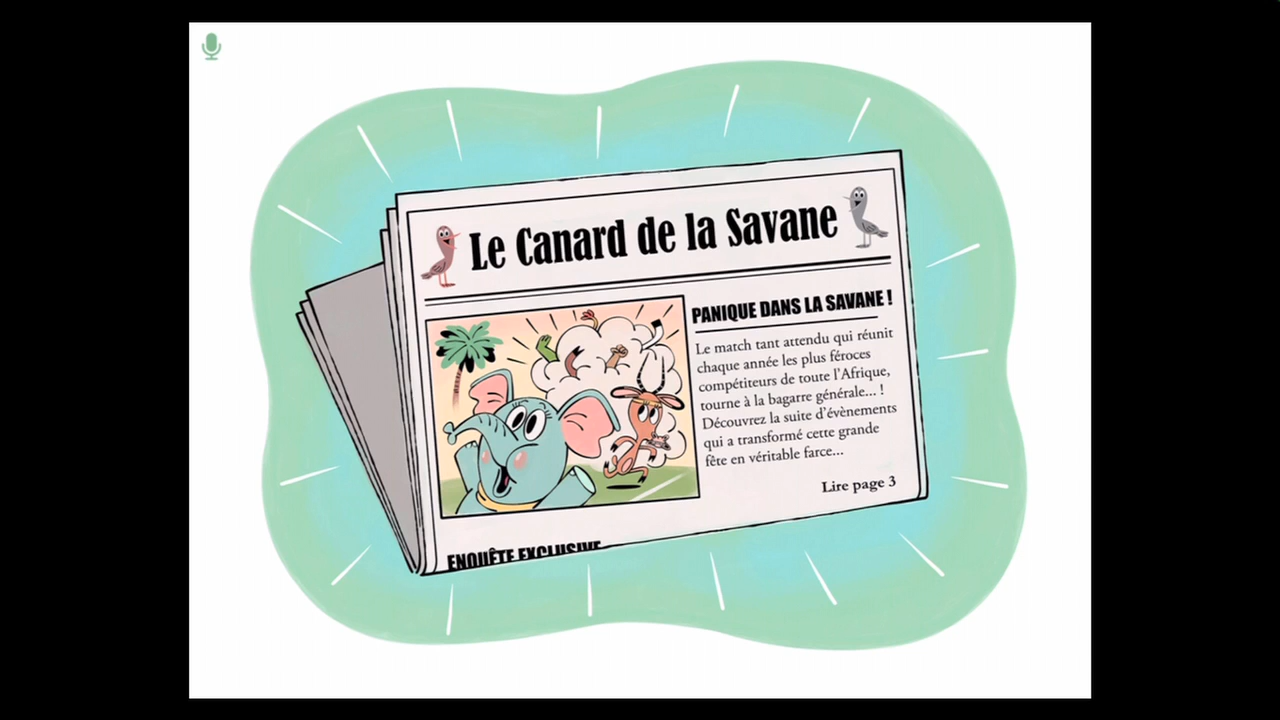 Le Canard de la Savane
PANIQUE DANS LA SAVANE !
Le match tant attendu qui réunit
chaque année les plus féroces
compétiteurs de toute l'Afrique,
tourne à la bagarre générale... !
Découvrez la suite d'évènements
qui a transformé cette grande
fête en véritable farce...
Lire page 3
ENQUÊTE EXCLUSIVE